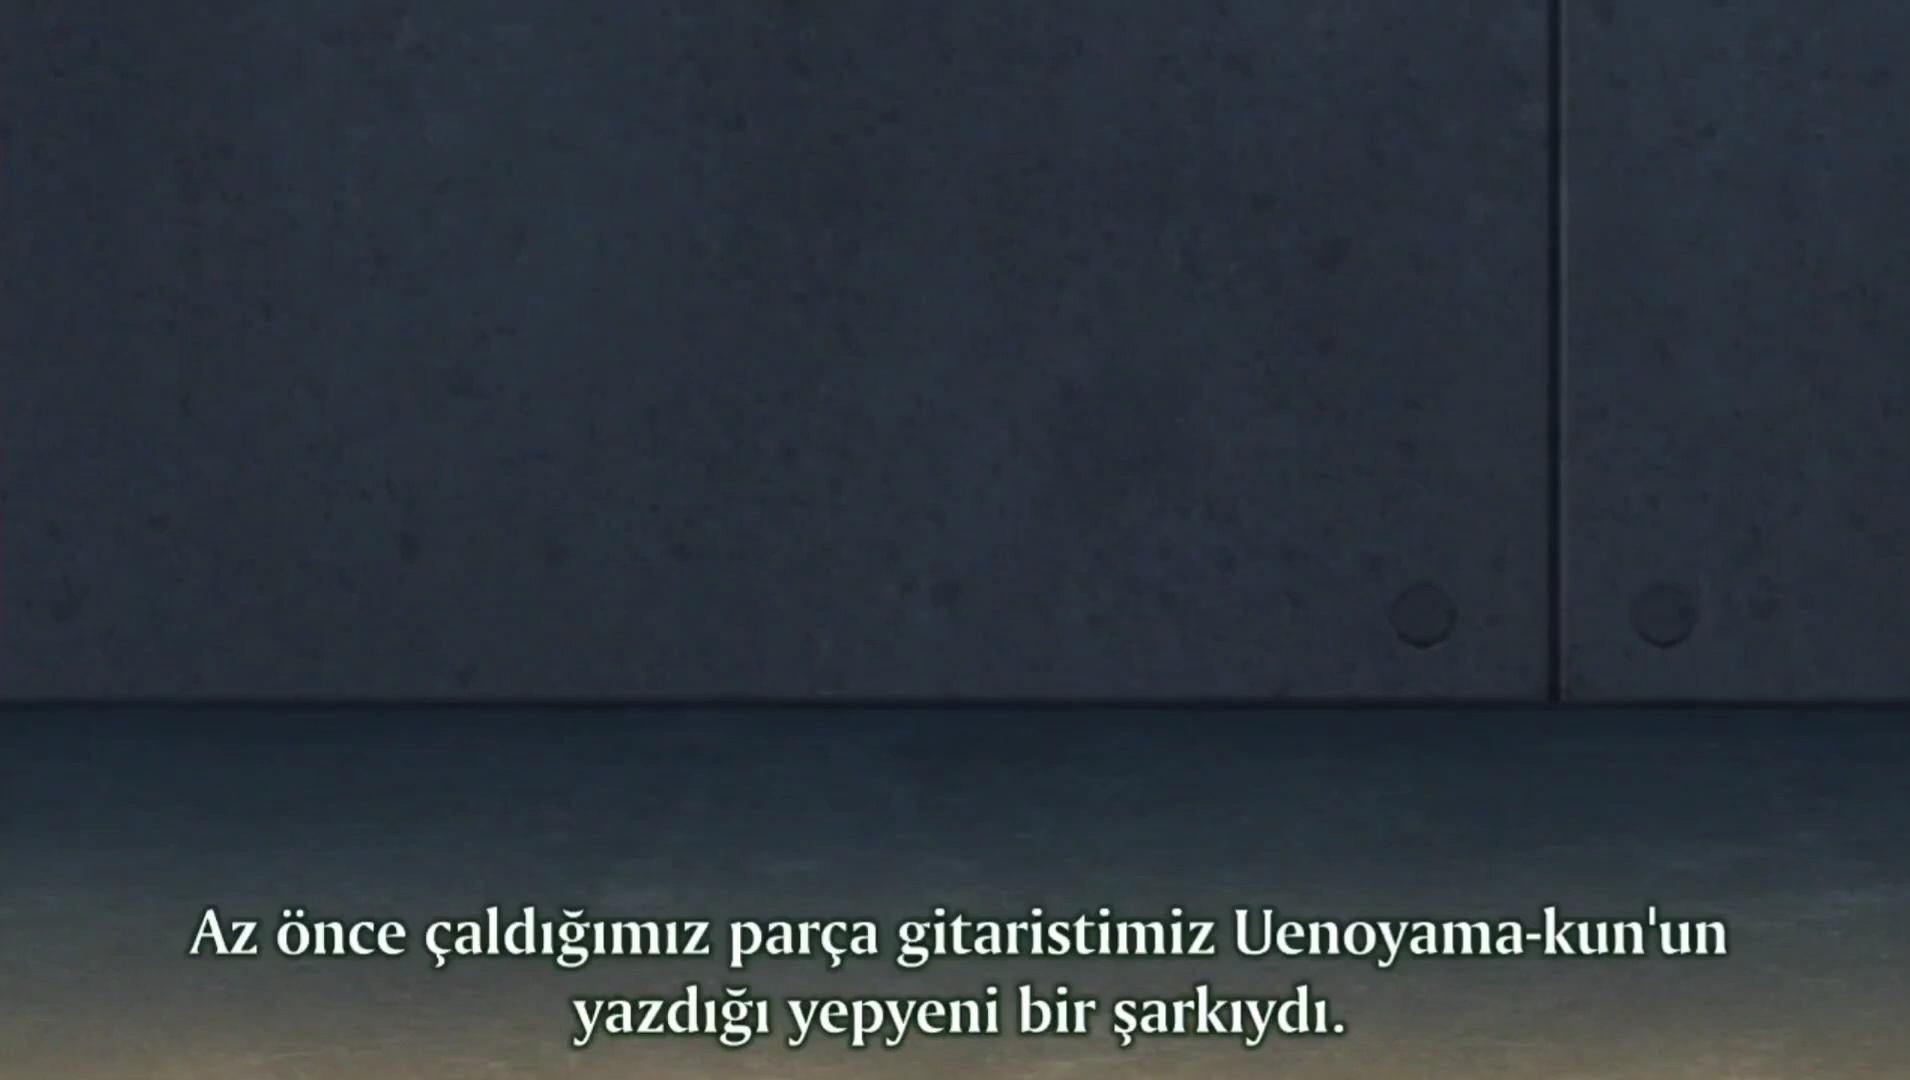 Az önce çaldığımız parça gitaristimiz Uenoyama-kun'un
yazdığı yepyeni bir şarkıydı.